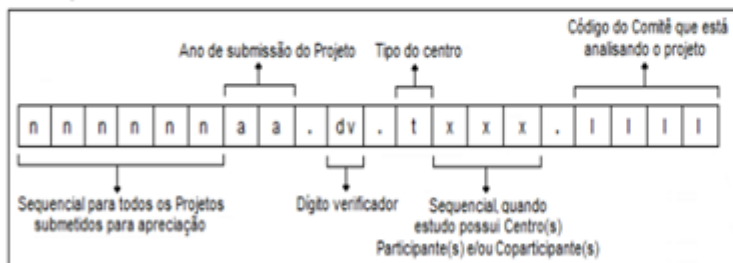 Código do Comitê que está
analisando o projeto
Ano de submissão do Projeto
Tipo do centro
n n n n n n a a . dv . t x x x . l l l l
Sequencial para todos os Projetos
submetidos para apreciação
Dígito verificador
Sequencial, quando
estudo possui Centro(s)
Participante(s) e/ou Coparticipante(s)